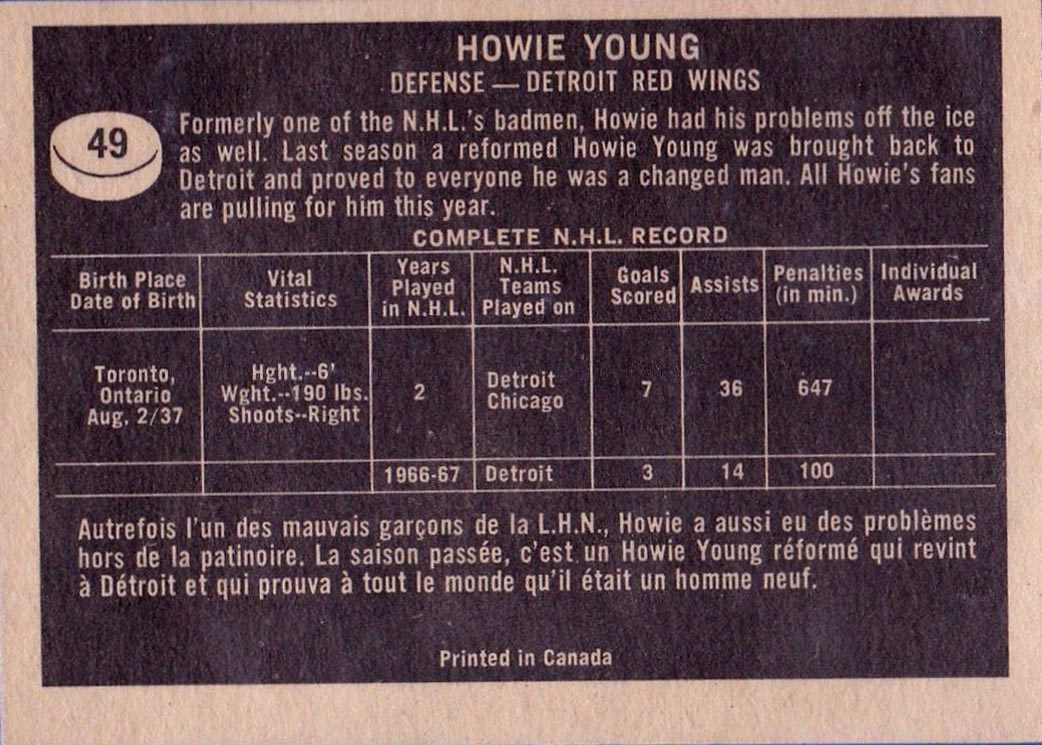 HOWIE YOUNG
DEFENSE — DETROIT RED WINGS
49
Formerly one of the N.H.L.'s badmen, Howie had his problems off the ice
as well. Last season a reformed Howie Young was brought back to
Detroit and proved to everyone he was a changed man. All Howie's fans
are pulling for him this year.
COMPLETE N.H.L. RECORD
Birth Place
Date of Birth
Vital
Statistics
Years
Played
in N.H.L.
N.H.L.
Teams
Played on
Goals
Scored
Assists
Penalties
(in min.)
Individual
Awards
Toronto,
Ontario
Aug, 2/37
Hght.--6'
Wght.--190 lbs.
Shoots--Right
2
Detroit
Chicago
7
36
647
1966-67
Detroit
3
14
100
Autrefois l'un des mauvais garçons de la L.H.N., Howie a aussi eu des problèmes
hors de la patinoire. La saison passée, c'est un Howie Young réformé qui revint
à Détroit et qui prouva à tout le monde qu'il était un homme neuf.
Printed in Canada